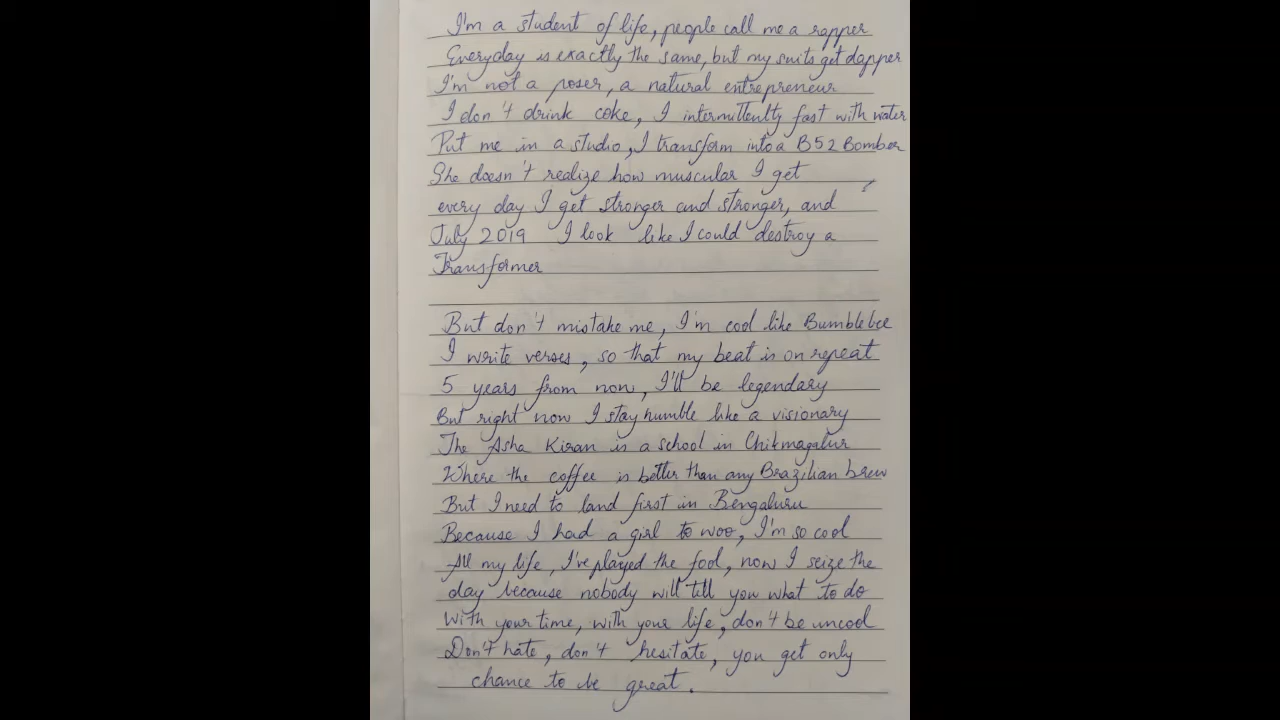 I'm a student of life, people call me a rapper
Everyday is exactly the same, but my suits get dapper
I'm not a poser, a natural entrepreneur
I don't drink coke, I intermittently fast with water
Put me in a studio, I transform into a B52 Bomber
She doesn't realize how muscular I get
every day I get stronger and stronger, and
July 2019 I look like I could destroy a
Transformer
But don't mistake me, I'm cool like Bumblebee
I write verses, so that my beat is on repeat
5 years from now, I'll be legendary
But right now I stay humble like a visionary
The Asha Kiran is a school in Chikmagalur
Where the coffee is better than any Brazilian brew
But I need to land first in Bengaluru
Because I had a girl to woo, I'm so cool
All my life, I've played the fool, now I seize the
day because nobody will tell you what to do
With your time, with your life, don't be uncool
Don't hate, don't hesitate, you get only
chance to be great.